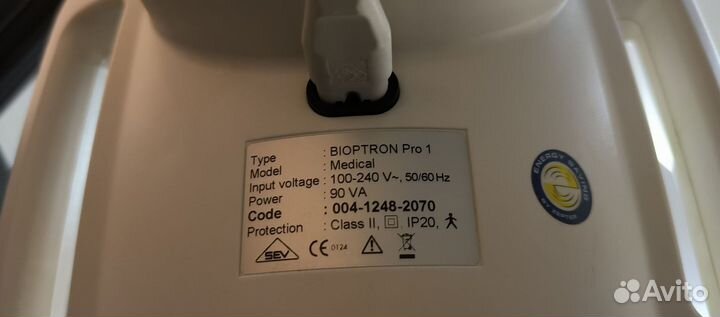 Type : BIOPTRON Pro 1
Model : Medical
Input voltage : 100-240 V~, 50/60 Hz
Power : 90 VA
Code : 004-1248-2070
Protection : Class II, IP20,
SEV CE 0124
ENERGY SAVING
Avito